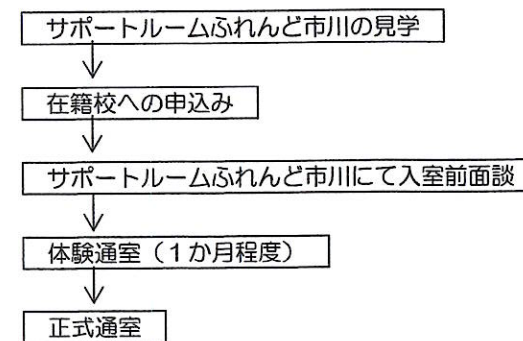 サポートルームふれんど市川の見学
在籍校への申込み
サポートルームふれんど市川にて入室前面談
体験通室（１か月程度）
正式通室